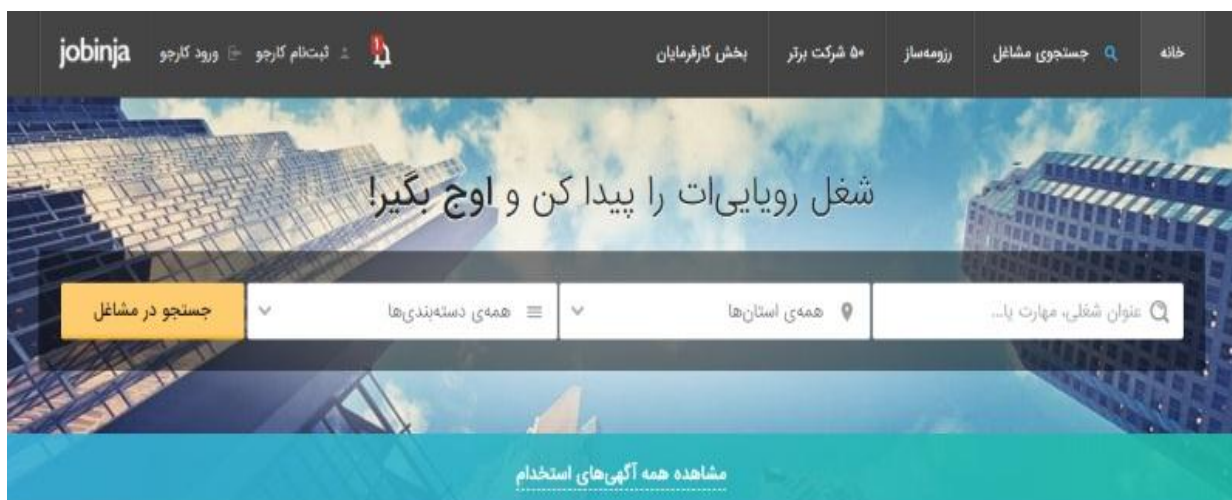 خانه جستجوی مشاغل رزومه‌ساز ۵۰ شرکت برتر بخش کارفرمایان 1 ثبت‌نام کارجو ورود کارجو jobinja
شغل رویایی‌ات را پیدا کن و اوج بگیر!
عنوان شغلی، مهارت یا... همه‌ی استان‌ها همه‌ی دسته‌بندی‌ها جستجو در مشاغل
مشاهده همه آگهی‌های استخدام